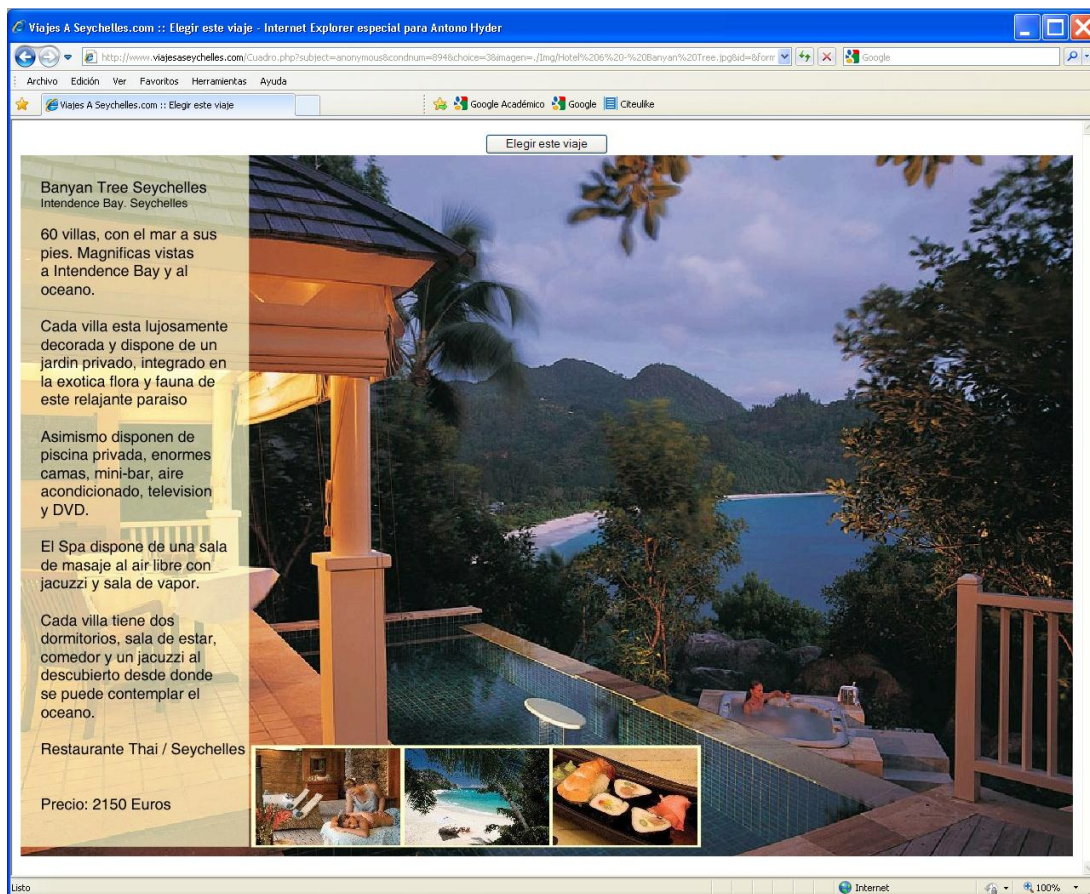 Viajes A Seychelles.com :: Elegir este viaje - Internet Explorer especial para Antono Hyder
http://www.viajesaseychelles.com/Cuadro.php?subject=anonymous&condnum=894&choice=3&imagen=./Img/Hotel%206%20-%20Banyan%20Tree.jpg&id=&form
Google
Archivo Edición Ver Favoritos Herramientas Ayuda
Viajes A Seychelles.com :: Elegir este viaje
Google Académico Google Citeulike
Elegir este viaje
Banyan Tree Seychelles
Intendence Bay. Seychelles
60 villas, con el mar a sus
pies. Magnificas vistas
a Intendence Bay y al
oceano.
Cada villa esta lujosamente
decorada y dispone de un
jardin privado, integrado en
la exotica flora y fauna de
este relajante paraiso
Asimismo disponen de
piscina privada, enormes
camas, mini-bar, aire
acondicionado, television
y DVD.
El Spa dispone de una sala
de masaje al air libre con
jacuzzi y sala de vapor.
Cada villa tiene dos
dormitorios, sala de estar,
comedor y un jacuzzi al
descubierto desde donde
se puede contemplar el
oceano.
Restaurante Thai / Seychelles
Precio: 2150 Euros
Listo
Internet
100%